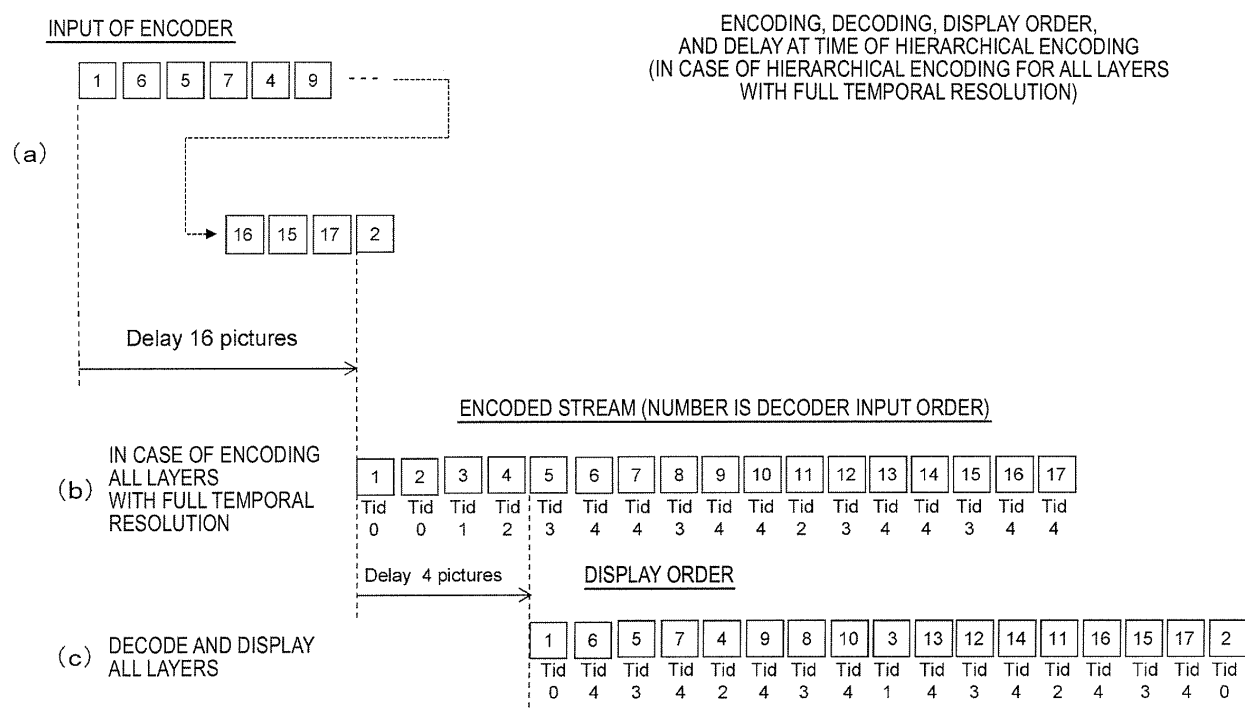 INPUT OF ENCODER
ENCODING, DECODING, DISPLAY ORDER,
AND DELAY AT TIME OF HIERARCHICAL ENCODING
(IN CASE OF HIERARCHICAL ENCODING FOR ALL LAYERS
WITH FULL TEMPORAL RESOLUTION)
1 6 5 7 4 9
(a)
16 15 17 2
Delay 16 pictures
ENCODED STREAM (NUMBER IS DECODER INPUT ORDER)
(b)
IN CASE OF ENCODING
ALL LAYERS
WITH FULL TEMPORAL
RESOLUTION
1 2 3 4 5 6 7 8 9 10 11 12 13 14 15 16 17
Tid Tid Tid Tid Tid Tid Tid Tid Tid Tid Tid Tid Tid Tid Tid Tid Tid
0 0 1 2 3 4 4 3 4 4 2 3 4 4 3 4 4
Delay 4 pictures
DISPLAY ORDER
(c)
DECODE AND DISPLAY
ALL LAYERS
1 6 5 7 4 9 8 10 3 13 12 14 11 16 15 17 2
Tid Tid Tid Tid Tid Tid Tid Tid Tid Tid Tid Tid Tid Tid Tid Tid Tid
0 4 3 4 2 4 3 4 1 4 3 4 2 4 3 4 0